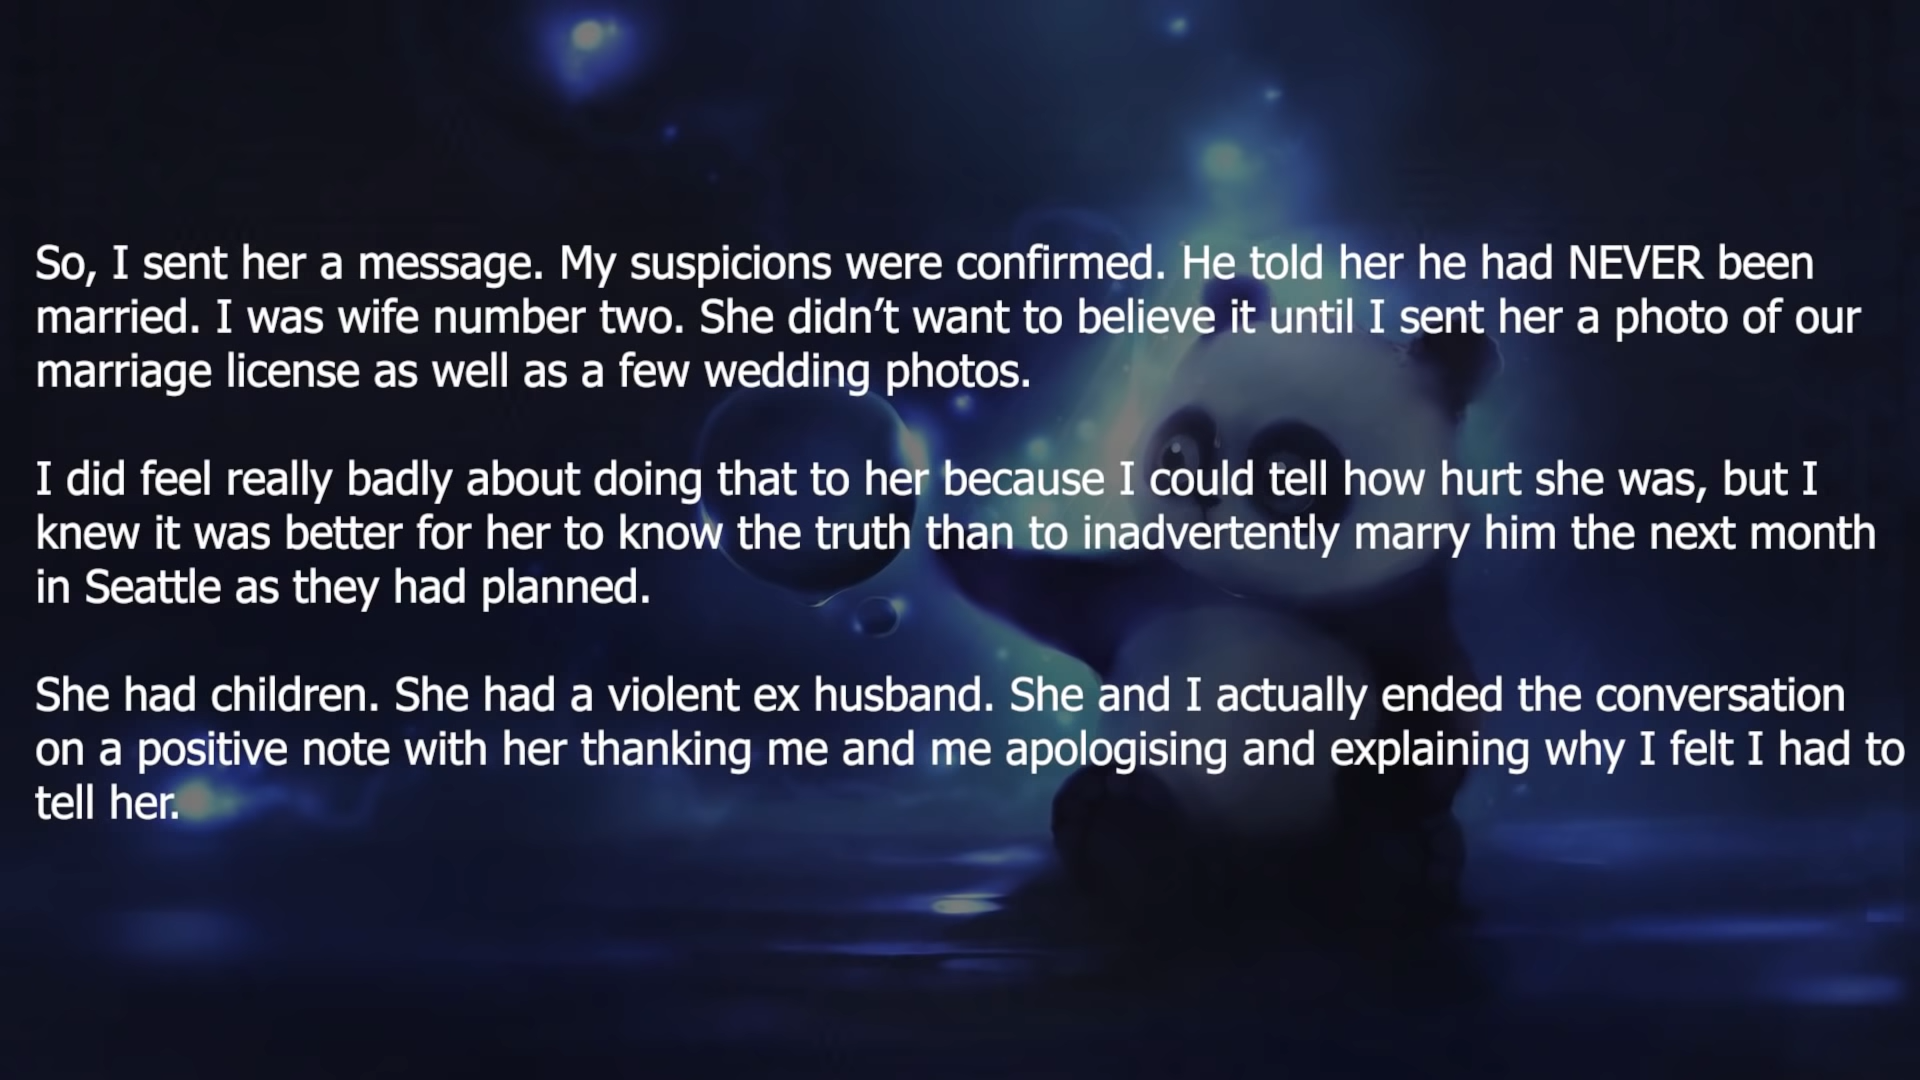 So, I sent her a message. My suspicions were confirmed. He told her he had NEVER been
married. I was wife number two. She didn’t want to believe it until I sent her a photo of our
marriage license as well as a few wedding photos.
I did feel really badly about doing that to her because I could tell how hurt she was, but I
knew it was better for her to know the truth than to inadvertently marry him the next month
in Seattle as they had planned.
She had children. She had a violent ex husband. She and I actually ended the conversation
on a positive note with her thanking me and me apologising and explaining why I felt I had to
tell her.